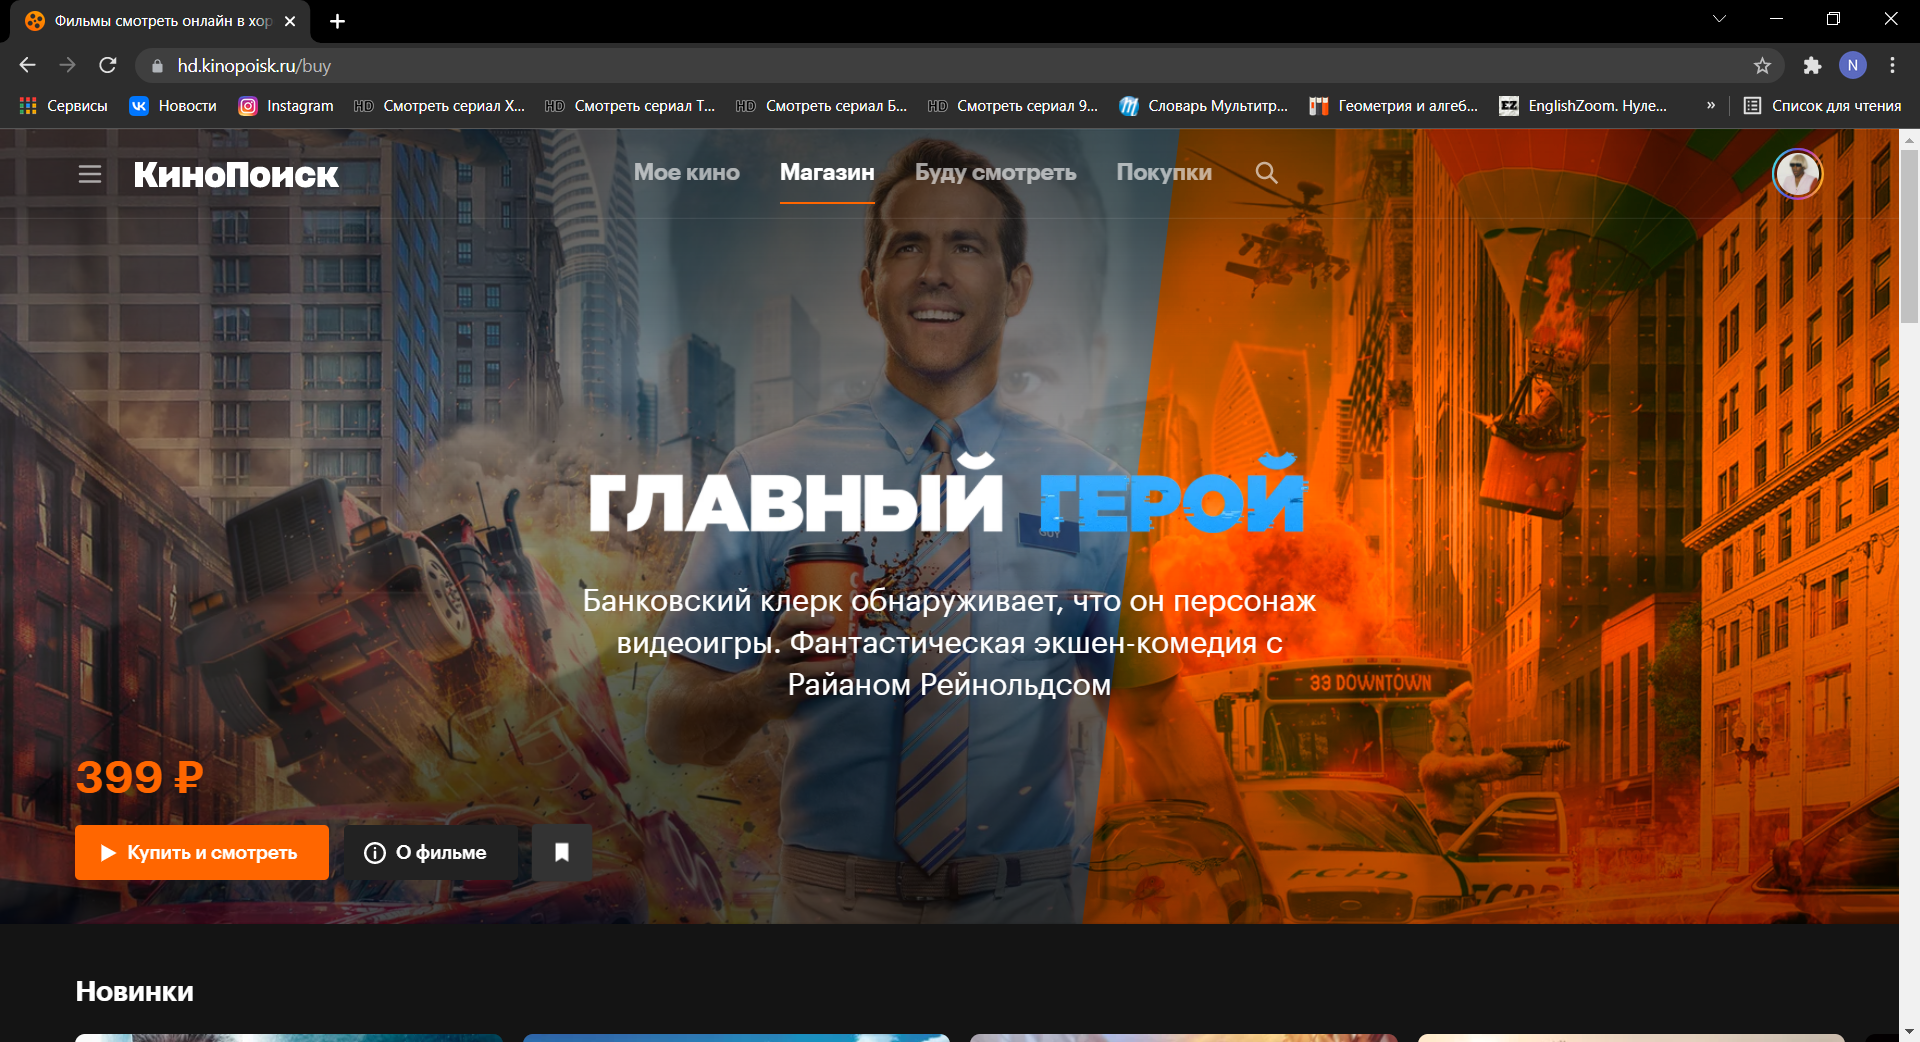 Фильмы смотреть онлайн в хор
hd.kinopoisk.ru/buy
N
Сервисы
Новости
Instagram
HD Смотреть сериал Х...
HD Смотреть сериал Т...
HD Смотреть сериал Б...
HD Смотреть сериал 9...
Словарь Мультитр...
Геометрия и алгеб...
EZ EnglishZoom. Нуле...
»
Список для чтения
КиноПоиск
Мое кино
Магазин
Буду смотреть
Покупки
ГЛАВНЫЙ ГЕРОЙ
GUY
Банковский клерк обнаруживает, что он персонаж
видеоигры. Фантастическая экшен-комедия с
Райаном Рейнольдсом
33 DOWNTOWN
399 ₽
Купить и смотреть
О фильме
FCPD
FCPD
Новинки